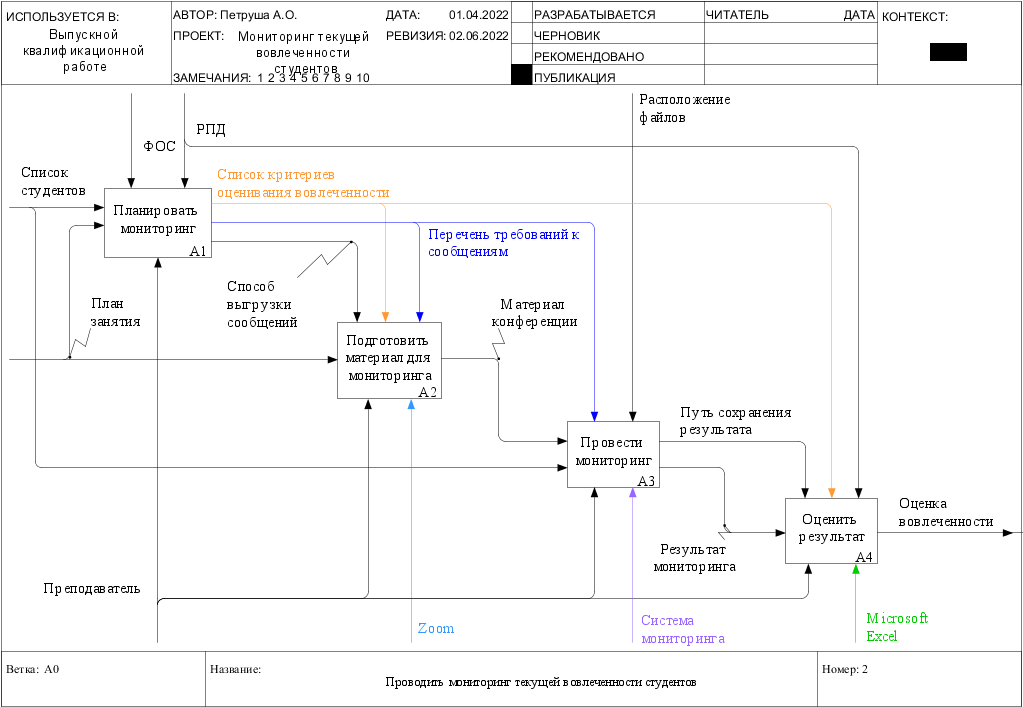 ИСПОЛЬЗУЕТСЯ В:
Выпускной
квалификационной
работе
АВТОР: Петруша А.О.
ДАТА: 01.04.2022
ПРОЕКТ: Мониторинг текущей
вовлеченности
студентов
РЕВИЗИЯ: 02.06.2022
ЗАМЕЧАНИЯ: 1 2 3 4 5 6 7 8 9 10
РАЗРАБАТЫВАЕТСЯ
ЧЕРНОВИК
РЕКОМЕНДОВАНО
ПУБЛИКАЦИЯ
ЧИТАТЕЛЬ
ДАТА
КОНТЕКСТ:
Расположение
файлов
РПД
ФОС
Список
студентов
Список критериев
оценивания вовлеченности
Планировать
мониторинг
A1
Перечень требований к
сообщениям
Способ
выгрузки
сообщений
План
занятия
Материал
конференции
Подготовить
материал для
мониторинга
A2
Путь сохранения
результата
Провести
мониторинг
A3
Оценка
вовлеченности
Оценить
результат
A4
Результат
мониторинга
Преподаватель
Zoom
Система
мониторинга
Microsoft
Excel
Ветка: A0
Название:
Проводить мониторинг текущей вовлеченности студентов
Номер: 2